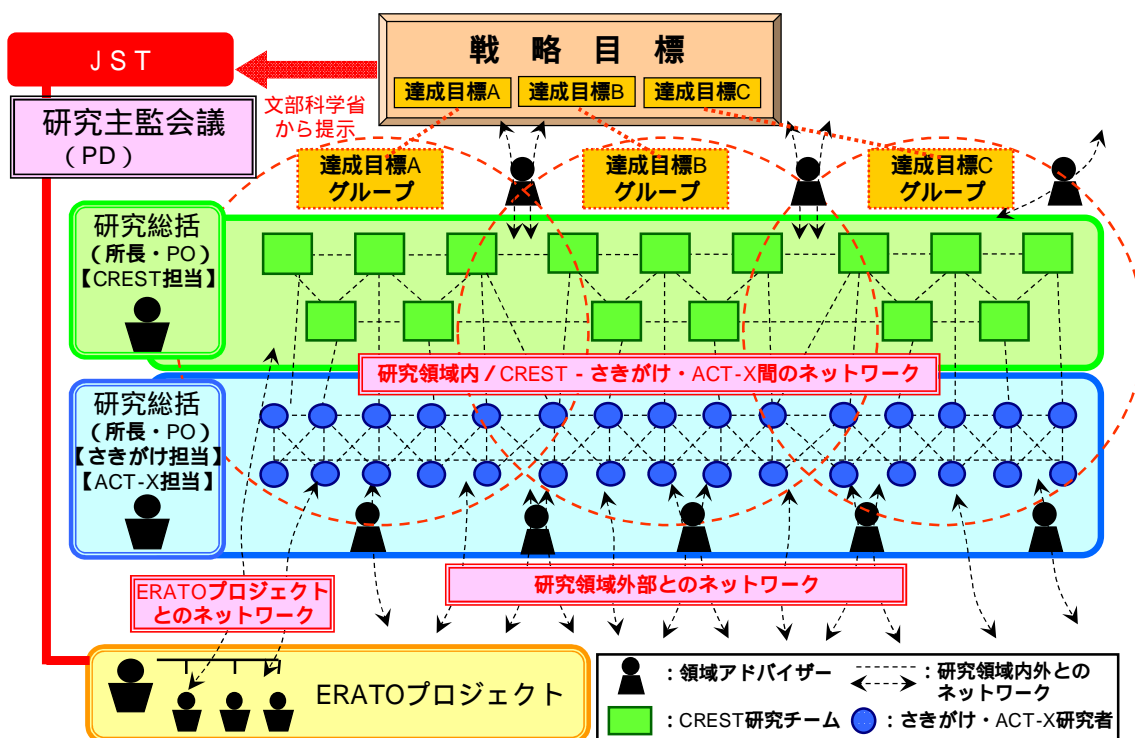 戦略目標
JST
達成目標A
達成目標B
達成目標C
文部科学省
から提示
研究主監会議
(PD)
達成目標A
グループ
達成目標B
グループ
達成目標C
グループ
研究総括
(所長・PO)
【CREST担当】
研究領域内/CREST-さきがけ・ACT-X間のネットワーク
研究総括
(所長・PO)
【さきがけ担当】
【ACT-X担当】
ERATOプロジェクト
とのネットワーク
研究領域外部とのネットワーク
ERATOプロジェクト
:領域アドバイザー
:研究領域内外との
ネットワーク
:CREST研究チーム
:さきがけ・ACT-X研究者